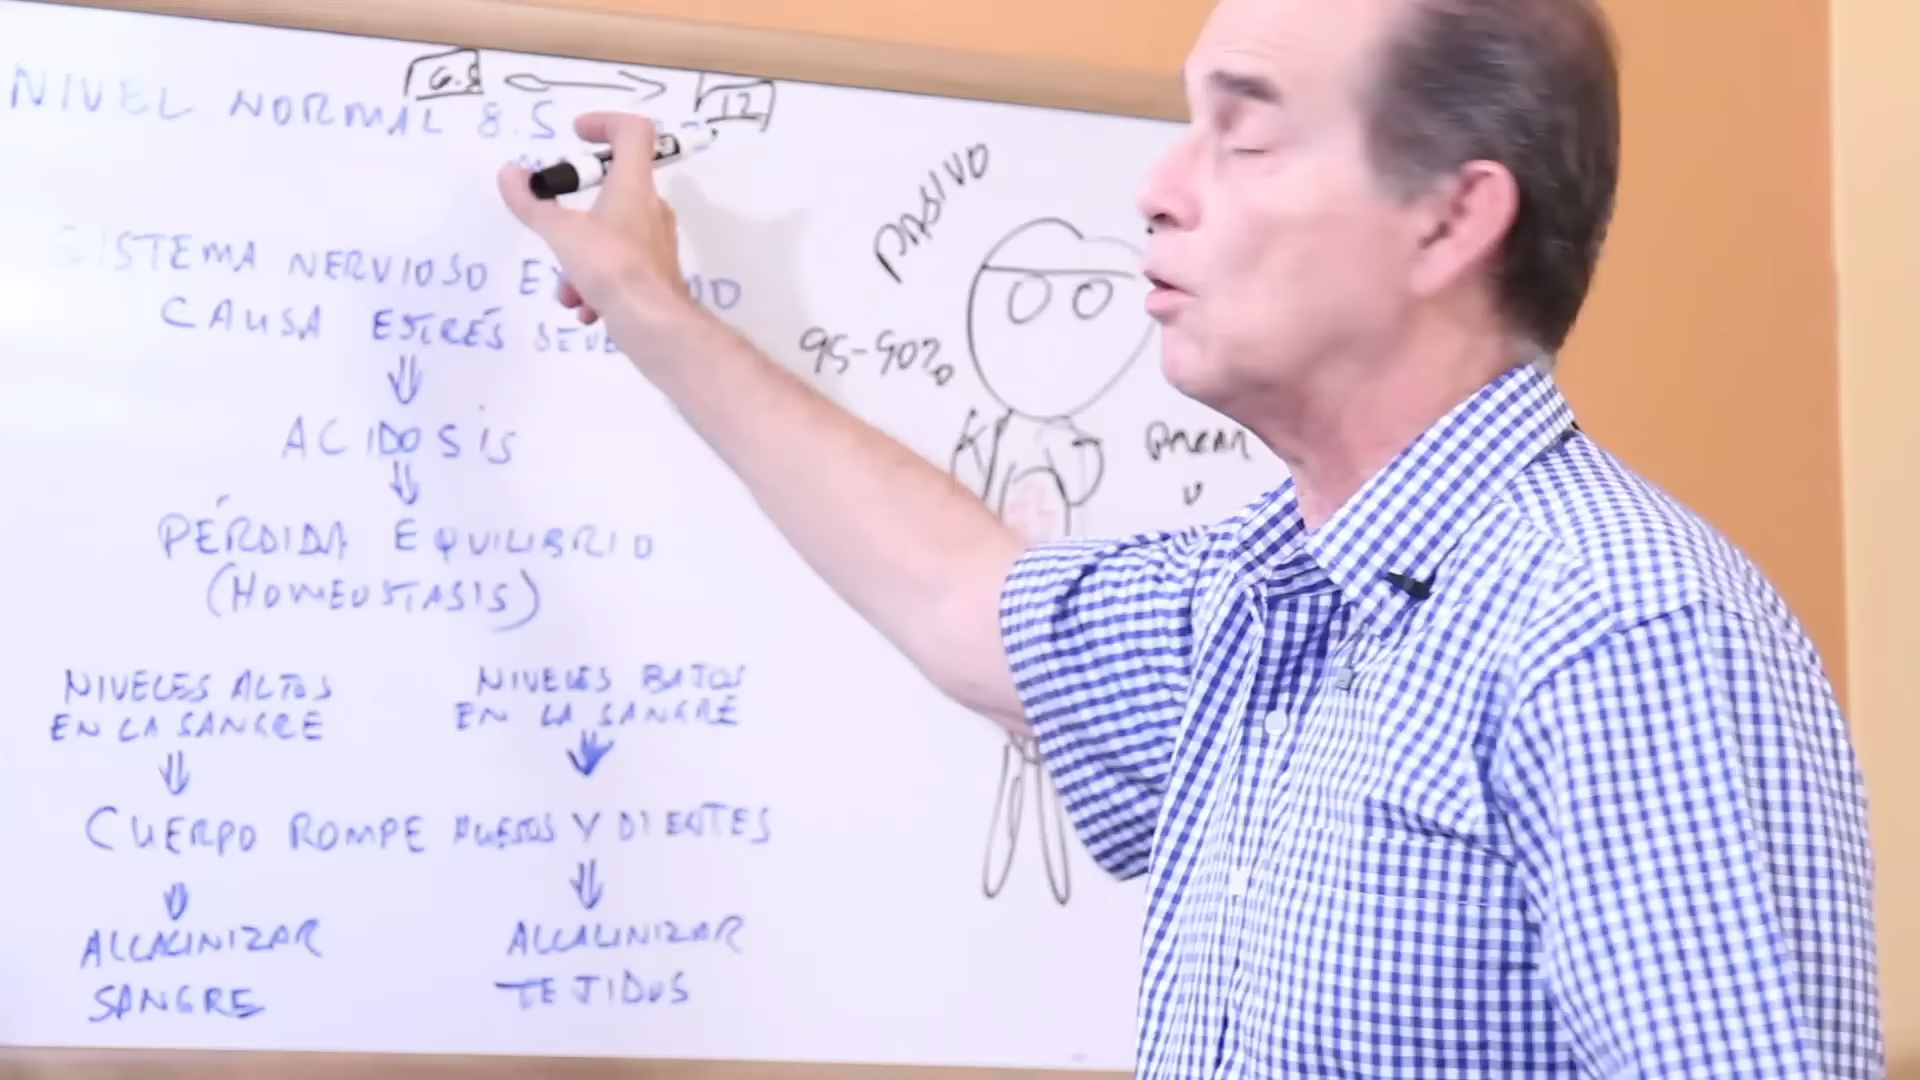 6.5
12
NIVEL NORMAL 8.5
SISTEMA NERVIOSO
CAUSA ESTRÉS
ACIDOSIS
PÉRDIDA EQUILIBRIO
(HOMEOSTASIS)
NIVELES ALTOS
EN LA SANGRE
NIVELES BAJOS
EN LA SANGRE
CUERPO ROMPE HUESOS Y DIENTES
ALCALINIZAR
SANGRE
ALCALINIZAR
TEJIDOS
PASIVO
95-90%